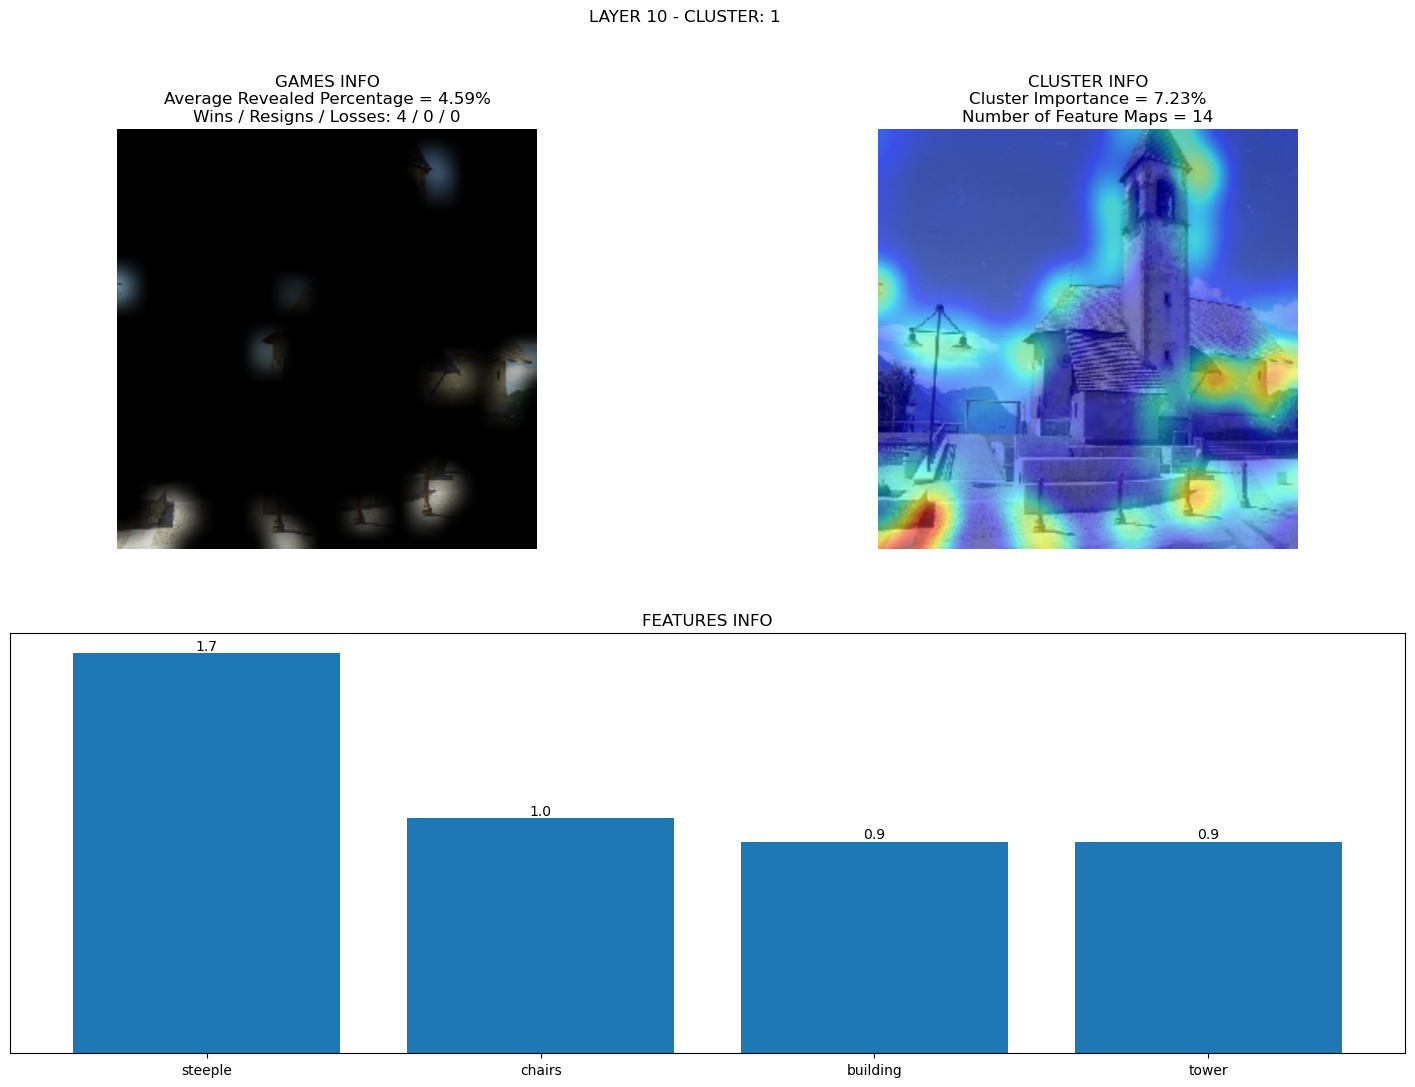 LAYER 10 - CLUSTER: 1
GAMES INFO
Average Revealed Percentage = 4.59%
Wins / Resigns / Losses: 4 / 0 / 0
CLUSTER INFO
Cluster Importance = 7.23%
Number of Feature Maps = 14
FEATURES INFO
1.7
1.0
0.9
0.9
steeple
chairs
building
tower